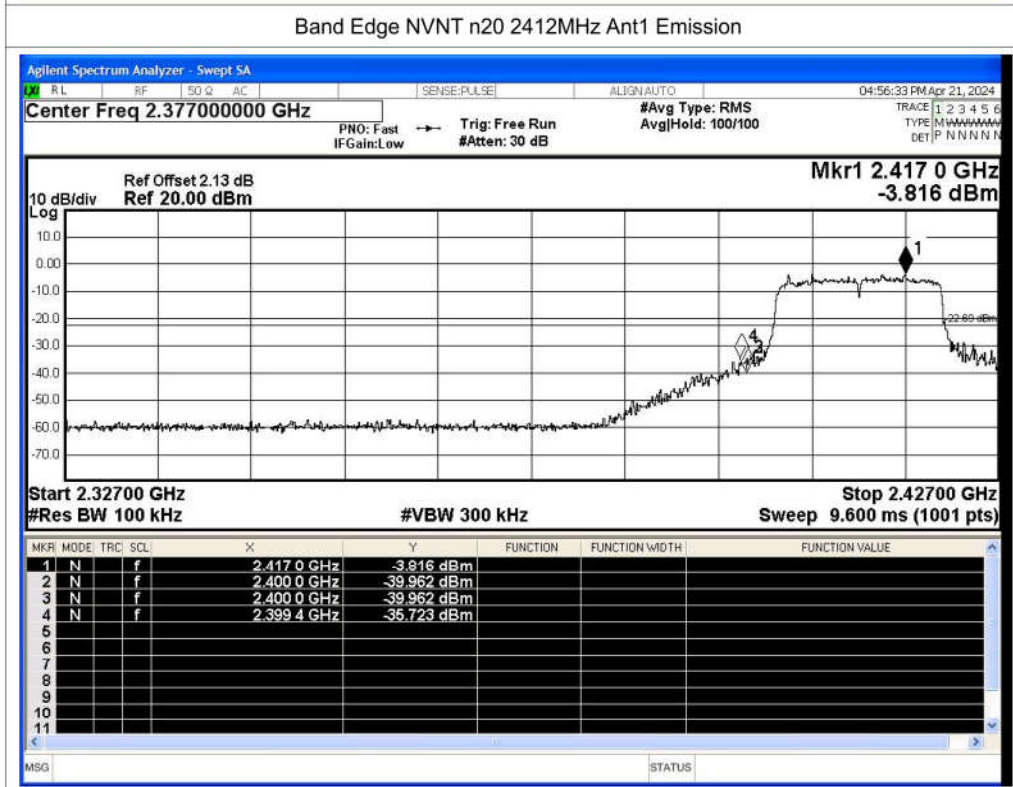 Band Edge NVNT n20 2412MHz Ant1 Emission
Agilent Spectrum Analyzer - Swept SA
LXI RL RF 50 Ω AC SENSE:PULSE ALIGNAUTO 04:56:33 PM Apr 21, 2024
Center Freq 2.377000000 GHz #Avg Type: RMS TRACE 1 2 3 4 5 6
PNO: Fast Trig: Free Run Avg|Hold: 100/100 TYPE M
IFGain:Low #Atten: 30 dB DET P N N N N N
Mkr1 2.417 0 GHz
Ref Offset 2.13 dB
10 dB/div Ref 20.00 dBm -3.816 dBm
Log
10.0
1
0.00
-10.0
-20.0
-22.60 dBm
-30.0
4
2
-40.0
-50.0
-60.0
-70.0
Start 2.32700 GHz Stop 2.42700 GHz
#Res BW 100 kHz #VBW 300 kHz Sweep 9.600 ms (1001 pts)
MKR MODE TRC SCL X Y FUNCTION FUNCTION WIDTH FUNCTION VALUE
1 N f 2.417 0 GHz -3.816 dBm
2 N f 2.400 0 GHz -39.962 dBm
3 N f 2.400 0 GHz -39.962 dBm
4 N f 2.399 4 GHz -35.723 dBm
5
6
7
8
9
10
11
MSG STATUS